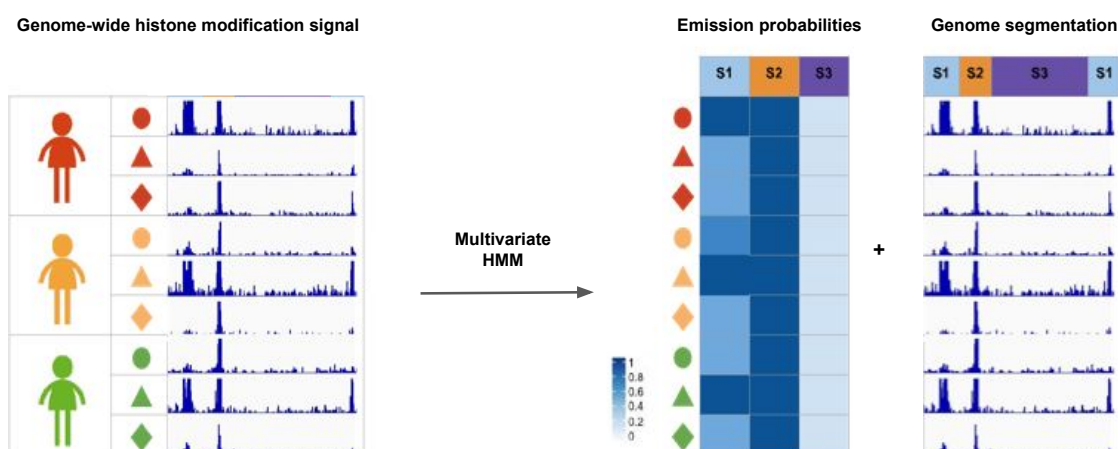 Genome-wide histone modification signal
Emission probabilities
Genome segmentation
S1 S2 S3
S1 S2 S3 S1
Multivariate
HMM
+
1
0.8
0.6
0.4
0.2
0